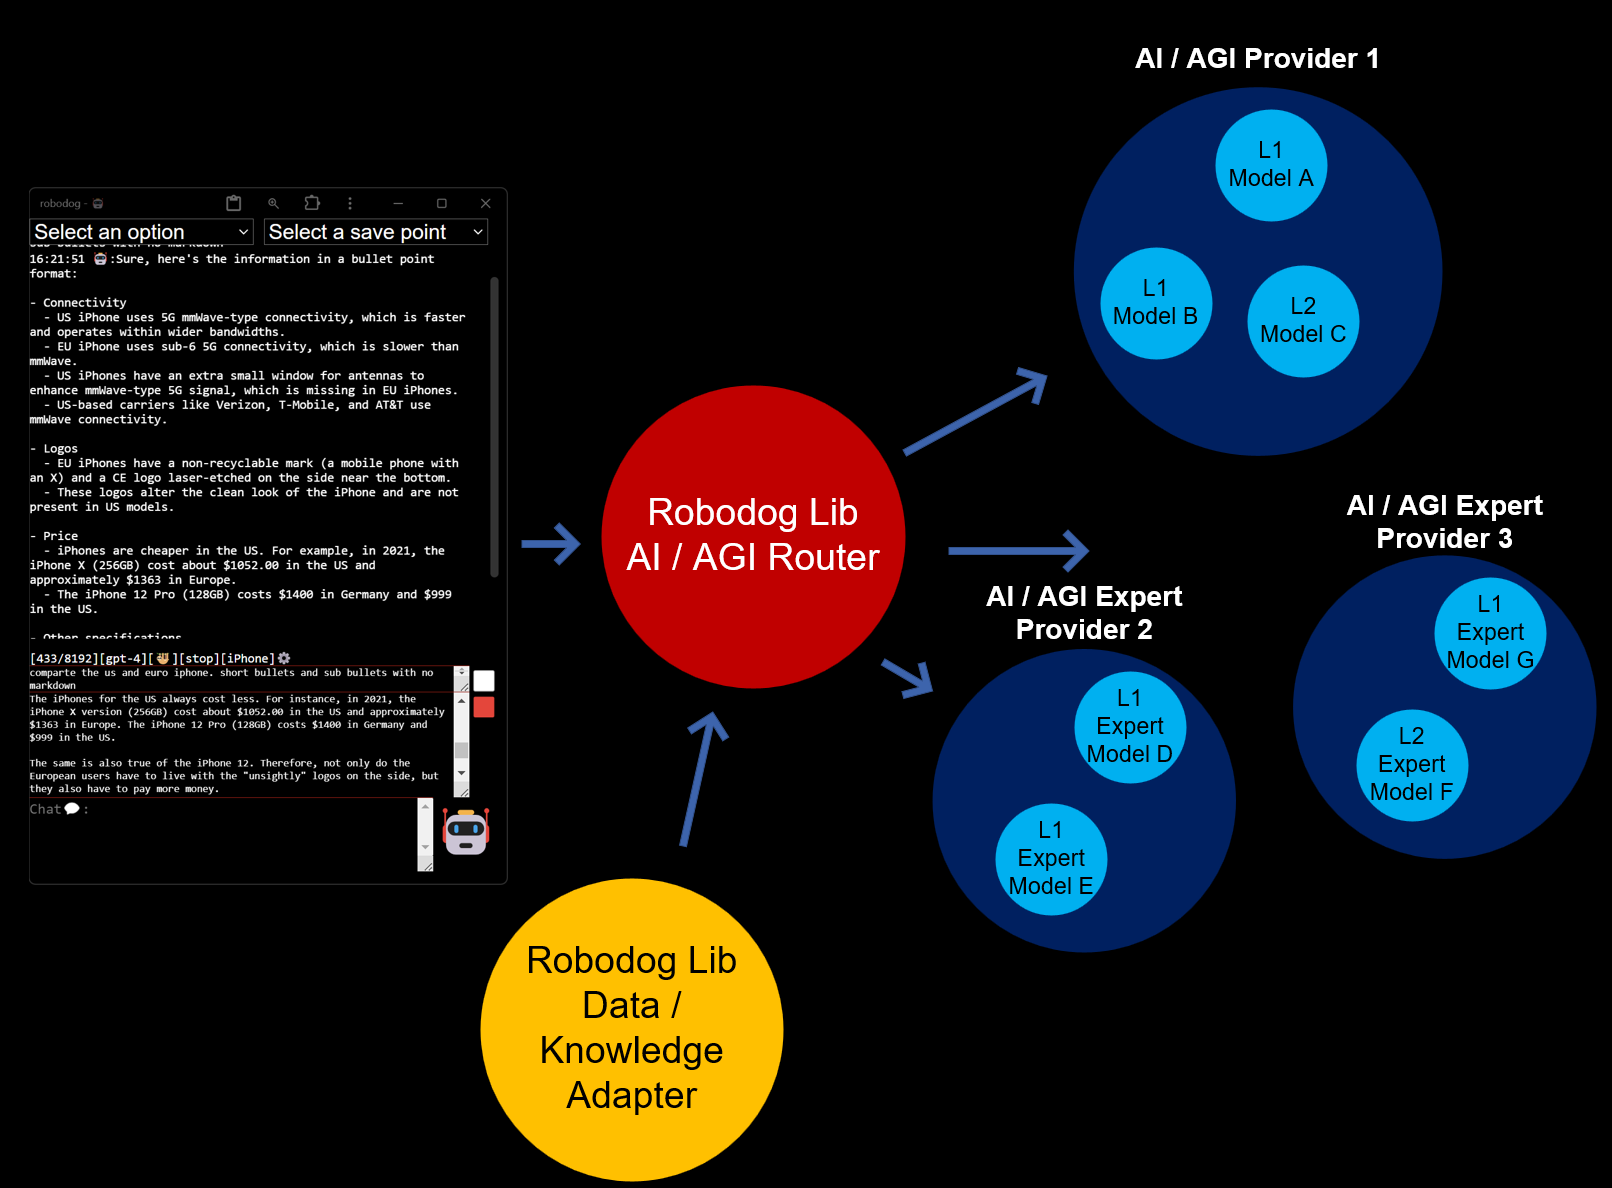 robodog -
Select an option
Select a save point
sub bullets with no markdown
16:21:51 🤖:Sure, here's the information in a bullet point
format:
- Connectivity
- US iPhone uses 5G mmWave-type connectivity, which is faster
and operates within wider bandwidths.
- EU iPhone uses sub-6 5G connectivity, which is slower than
mmWave.
- US iPhones have an extra small window for antennas to
enhance mmWave-type 5G signal, which is missing in EU iPhones.
- US-based carriers like Verizon, T-Mobile, and AT&T use
mmWave connectivity.
- Logos
- EU iPhones have a non-recyclable mark (a mobile phone with
an X) and a CE logo laser-etched on the side near the bottom.
- These logos alter the clean look of the iPhone and are not
present in US models.
- Price
- iPhones are cheaper in the US. For example, in 2021, the
iPhone X (256GB) cost about $1052.00 in the US and
approximately $1363 in Europe.
- The iPhone 12 Pro (128GB) costs $1400 in Germany and $999
in the US.
- Other specifications
[433/8192][gpt-4][][stop][iPhone]
comparte the us and euro iphone. short bullets and sub bullets with no
markdown
The iPhones for the US always cost less. For instance, in 2021, the
iPhone X version (256GB) cost about $1052.00 in the US and approximately
$1363 in Europe. The iPhone 12 Pro (128GB) costs $1400 in Germany and
$999 in the US.
The same is also true of the iPhone 12. Therefore, not only do the
European users have to live with the "unsightly" logos on the side, but
they also have to pay more money.
Chat💬:
Robodog Lib
AI / AGI Router
Robodog Lib
Data /
Knowledge
Adapter
AI / AGI Provider 1
L1
Model A
L1
Model B
L2
Model C
AI / AGI Expert
Provider 2
L1
Expert
Model D
L1
Expert
Model E
AI / AGI Expert
Provider 3
L1
Expert
Model G
L2
Expert
Model F